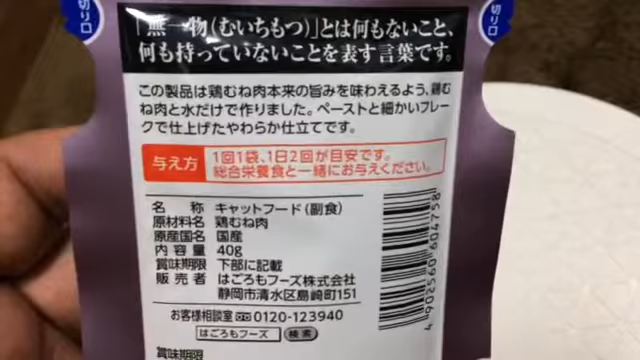 切り口
切り口
「無一物(むいちもつ)」とは何もないこと、
何も持っていないことを表す言葉です。
この製品は鶏むね肉本来の旨みを味わえるよう、鶏む
ね肉と水だけで作りました。ペーストと細かいフレー
クで仕上げたやわらか仕立てです。
与え方
1回1袋、1日2回が目安です。
総合栄養食と一緒にお与えください。
名 称 キャットフード(副食)
原材料名 鶏むね肉
原産国名 国産
内容量 40g
賞味期限 下部に記載
販売者 はごろもフーズ株式会社
静岡市清水区島崎町151
お客様相談室 0120-123940
はごろもフーズ 検索
賞味期限
4902560604758